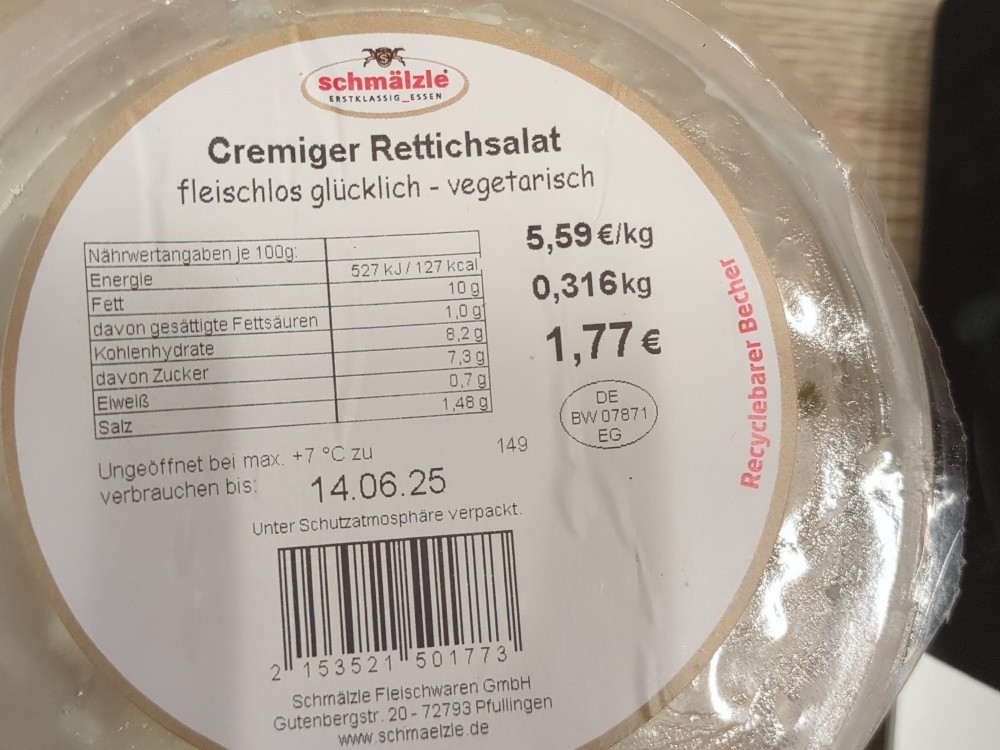 schmälzle
ERSTKLASSIG_ESSEN
Cremiger Rettichsalat
fleischlos glücklich - vegetarisch
Nährwertangaben je 100g:
Energie 527 kJ / 127 kcal
Fett 10 g
davon gesättigte Fettsäuren 1,0 g
Kohlenhydrate 8,2 g
davon Zucker 7,3 g
Eiweiß 0,7 g
Salz 1,48 g
5,59 €/kg
0,316 kg
1,77 €
DE
BW 07871
EG
Recyclebarer Becher
149
Ungeöffnet bei max. +7 °C zu
verbrauchen bis: 14.06.25
Unter Schutzatmosphäre verpackt.
2 153521 501773
Schmälzle Fleischwaren GmbH
Gutenbergstr. 20 - 72793 Pfullingen
www.schmaelzle.de